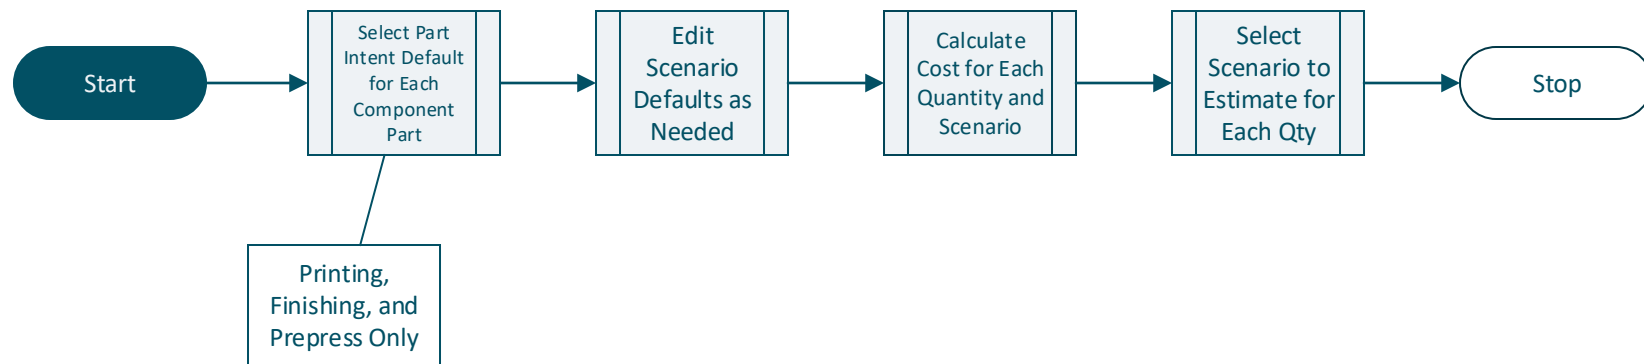 Start
Select Part
Intent Default
for Each
Component
Part
Edit
Scenario
Defaults as
Needed
Calculate
Cost for Each
Quantity and
Scenario
Select
Scenario to
Estimate for
Each Qty
Stop
Printing,
Finishing, and
Prepress Only